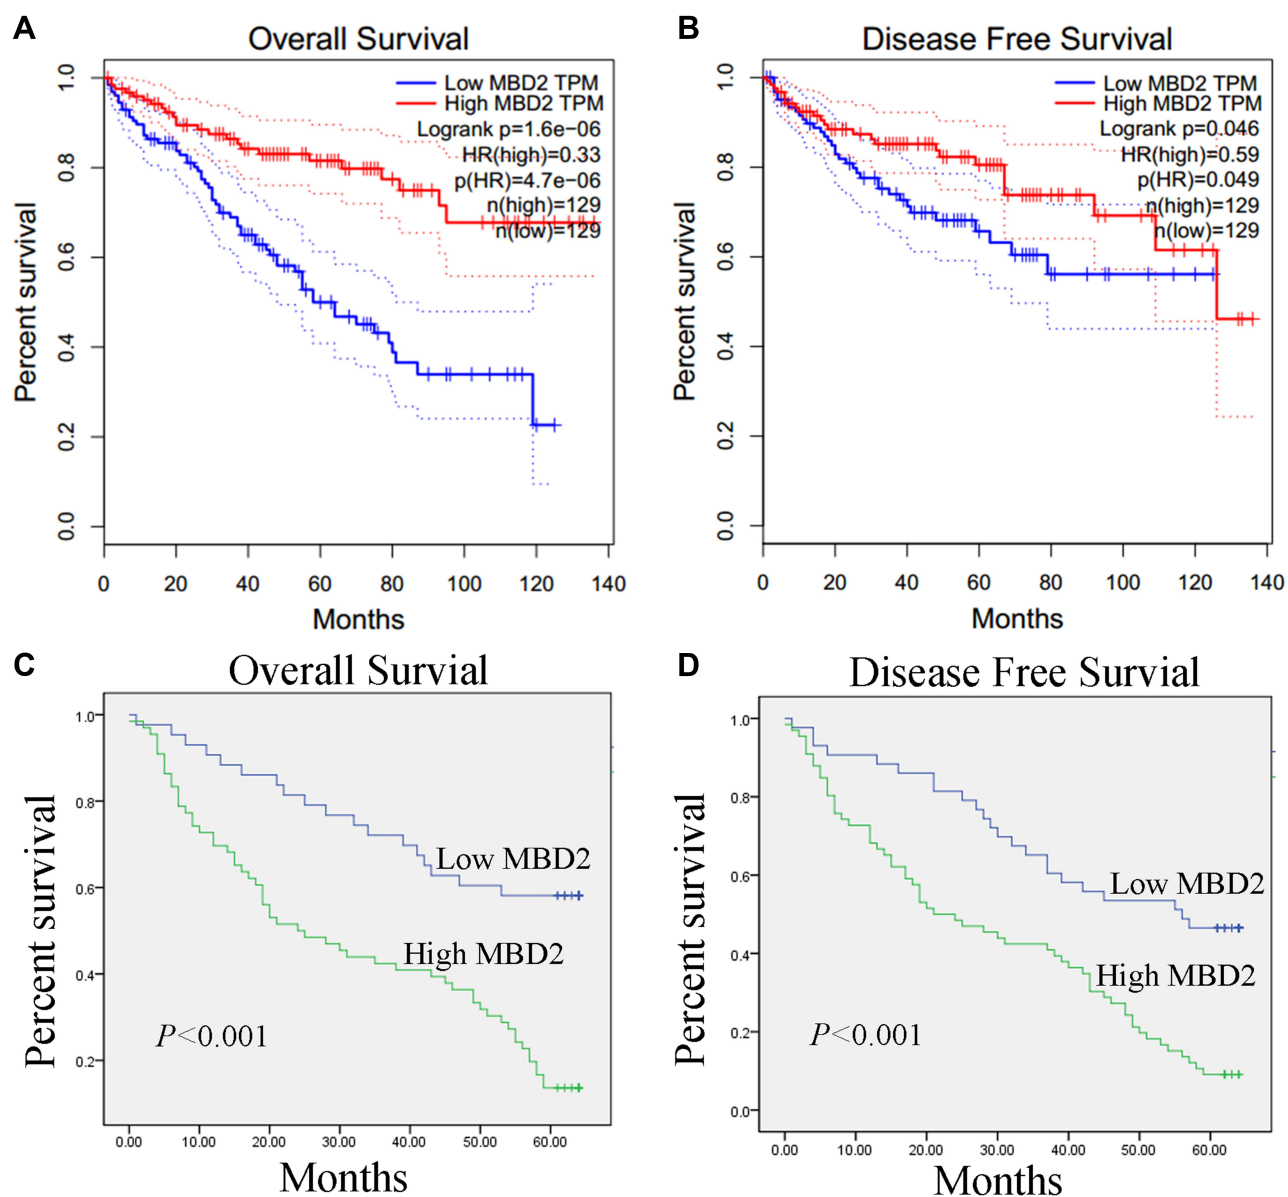 A
Overall Survival
Low MBD2 TPM
High MBD2 TPM
Logrank p=1.6e−06
HR(high)=0.33
p(HR)=4.7e−06
n(high)=129
n(low)=129
Percent survival
1.0
0.8
0.6
0.4
0.2
0.0
0 20 40 60 80 100 120 140
Months
B
Disease Free Survival
Low MBD2 TPM
High MBD2 TPM
Logrank p=0.046
HR(high)=0.59
p(HR)=0.049
n(high)=129
n(low)=129
Percent survival
1.0
0.8
0.6
0.4
0.2
0.0
0 20 40 60 80 100 120 140
Months
C
Overall Survial
Percent survival
1.0
0.8
0.6
0.4
0.2
Low MBD2
High MBD2
P<0.001
0.00 10.00 20.00 30.00 40.00 50.00 60.00
Months
D
Disease Free Survial
Percent survival
1.0
0.8
0.6
0.4
0.2
0.0
Low MBD2
High MBD2
P<0.001
0.00 10.00 20.00 30.00 40.00 50.00 60.00
Months